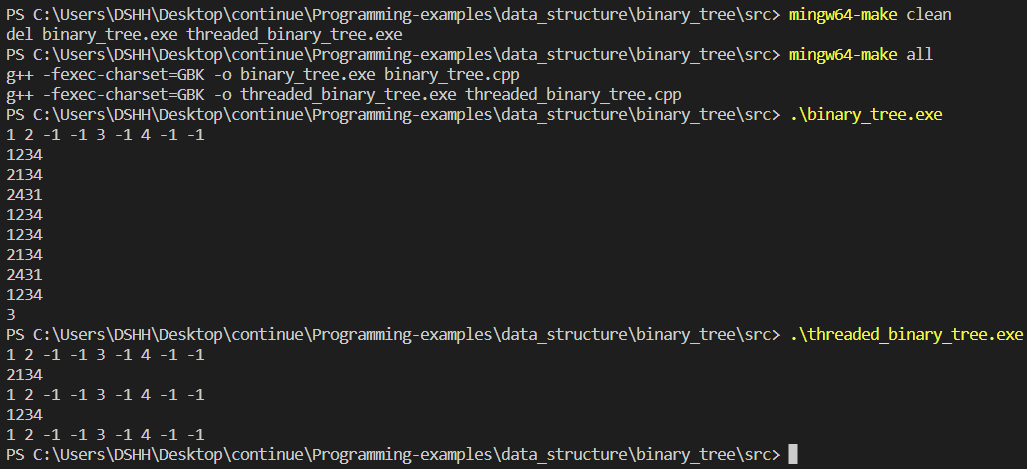 PS C:\Users\DSHH\Desktop\continue\Programming-examples\data_structure\binary_tree\src> mingw64-make clean
del binary_tree.exe threaded_binary_tree.exe
PS C:\Users\DSHH\Desktop\continue\Programming-examples\data_structure\binary_tree\src> mingw64-make all
g++ -fexec-charset=GBK -o binary_tree.exe binary_tree.cpp
g++ -fexec-charset=GBK -o threaded_binary_tree.exe threaded_binary_tree.cpp
PS C:\Users\DSHH\Desktop\continue\Programming-examples\data_structure\binary_tree\src> .\binary_tree.exe
1 2 -1 -1 3 -1 4 -1 -1
1234
2134
2431
1234
1234
2134
2431
1234
3
PS C:\Users\DSHH\Desktop\continue\Programming-examples\data_structure\binary_tree\src> .\threaded_binary_tree.exe
1 2 -1 -1 3 -1 4 -1 -1
2134
1 2 -1 -1 3 -1 4 -1 -1
1234
1 2 -1 -1 3 -1 4 -1 -1
PS C:\Users\DSHH\Desktop\continue\Programming-examples\data_structure\binary_tree\src>